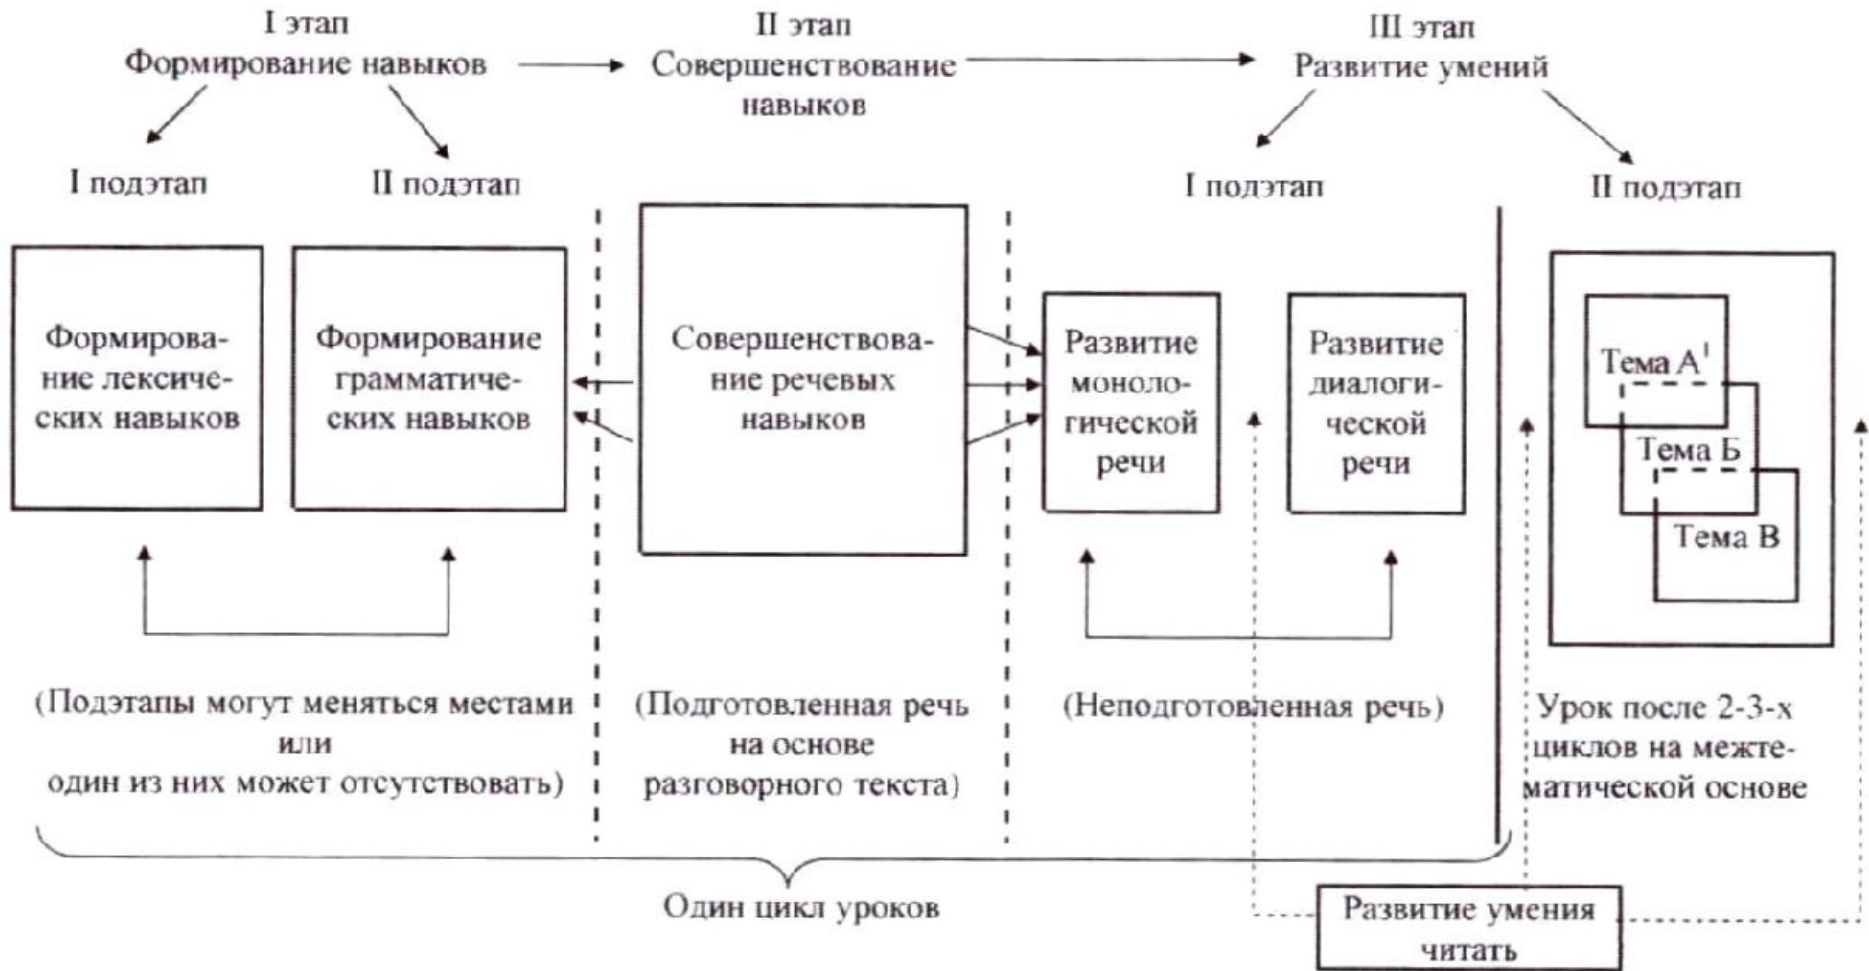 I этап
Формирование навыков
II этап
Совершенствование
навыков
III этап
Развитие умений
I подэтап
II подэтап
I подэтап
II подэтап
Формирова-
ние лексиче-
ских навыков
Формирование
грамматиче-
ских навыков
Совершенствова-
ние речевых
навыков
Развитие
моноло-
гической
речи
Развитие
диалоги-
ческой
речи
Тема А¹
Тема Б
Тема В
(Подэтапы могут меняться местами
или
один из них может отсутствовать)
(Подготовленная речь
на основе
разговорного текста)
(Неподготовленная речь)
Урок после 2-3-х
циклов на межте-
матической основе
Один цикл уроков
Развитие умения
читать